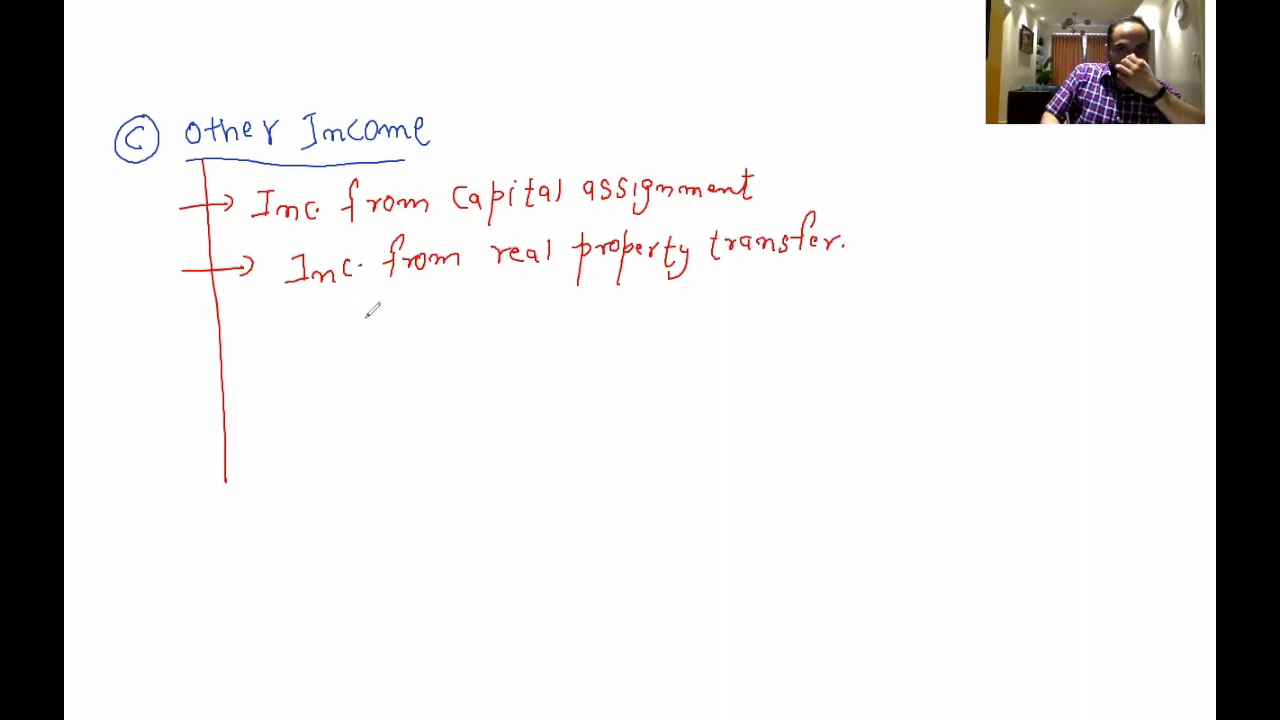 C Other Income
Inc. from Capital assignment
Inc. from real property transfer.